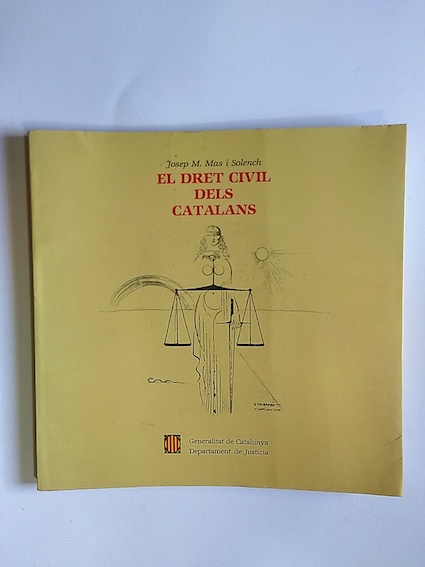 Josep M. Mas i Solench
EL DRET CIVIL
DELS
CATALANS
Generalitat de Catalunya
Departament de Justícia